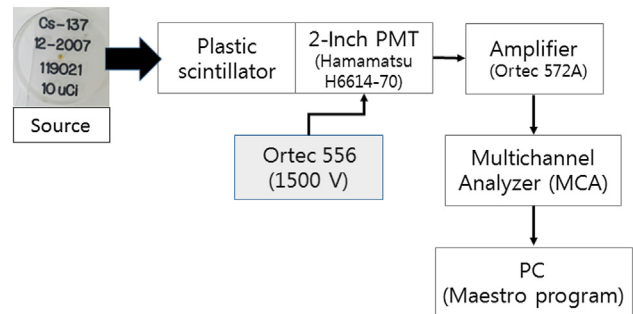 Cs-137
12-2007
119021
10 uCi
Source
Plastic
scintillator
2-Inch PMT
(Hamamatsu
H6614-70)
Ortec 556
(1500 V)
Amplifier
(Ortec 572A)
Multichannel
Analyzer (MCA)
PC
(Maestro program)